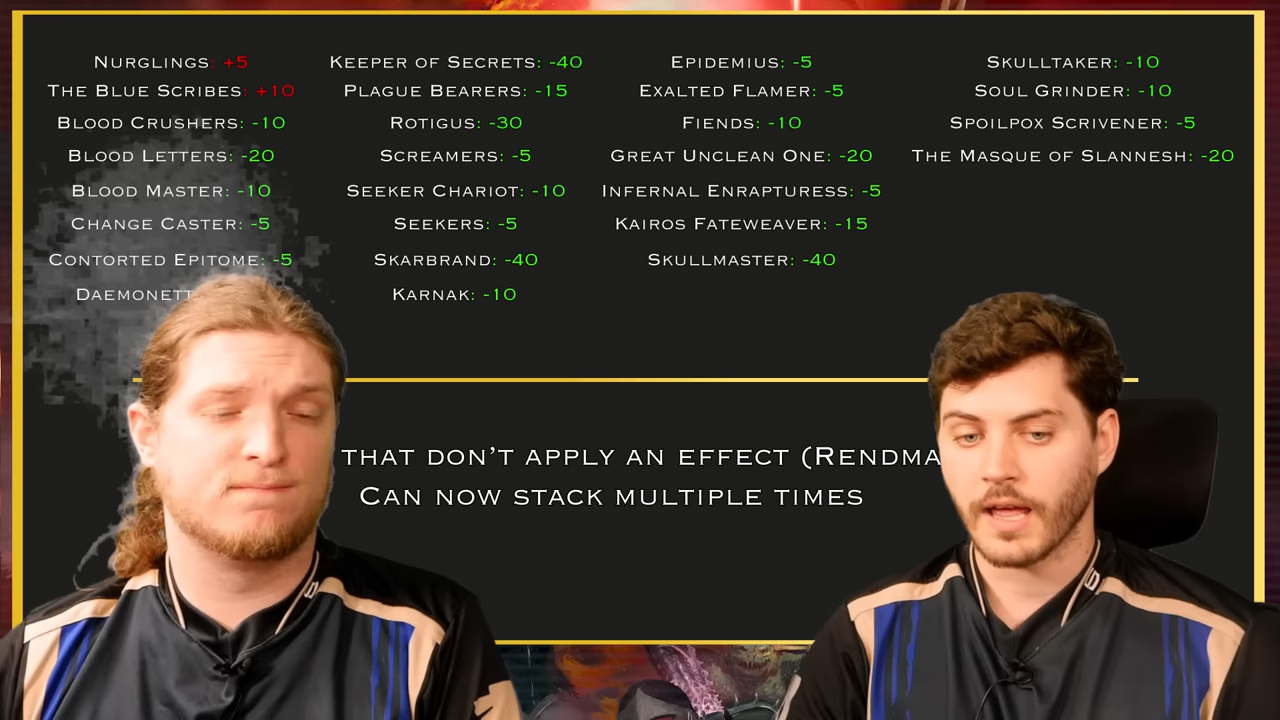 Nurglings: +5
The Blue Scribes: +10
Blood Crushers: -10
Blood Letters: -20
Blood Master: -10
Change Caster: -5
Contorted Epitome: -5
Keeper of Secrets: -40
Plague Bearers: -15
Rotigus: -30
Screamers: -5
Seeker Chariot: -10
Seekers: -5
Skarbrand: -40
Karnak: -10
Epidemius: -5
Exalted Flamer: -5
Fiends: -10
Great Unclean One: -20
Infernal Enrapturess: -5
Kairos Fateweaver: -15
Skullmaster: -40
Skulltaker: -10
Soul Grinder: -10
Spoilpox Scrivener: -5
The Masque of Slannesh: -20
that don't apply an effect
Can now stack multiple times